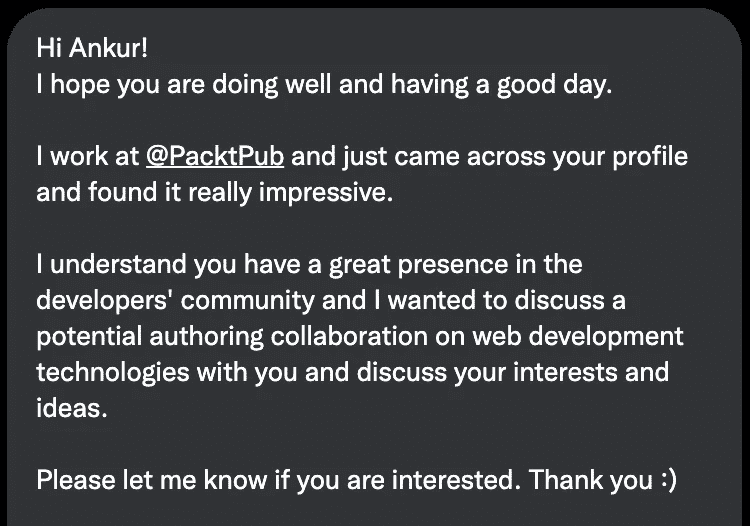 Hi Ankur!
I hope you are doing well and having a good day.
I work at @PacktPub and just came across your profile
and found it really impressive.
I understand you have a great presence in the
developers' community and I wanted to discuss a
potential authoring collaboration on web development
technologies with you and discuss your interests and
ideas.
Please let me know if you are interested. Thank you :)